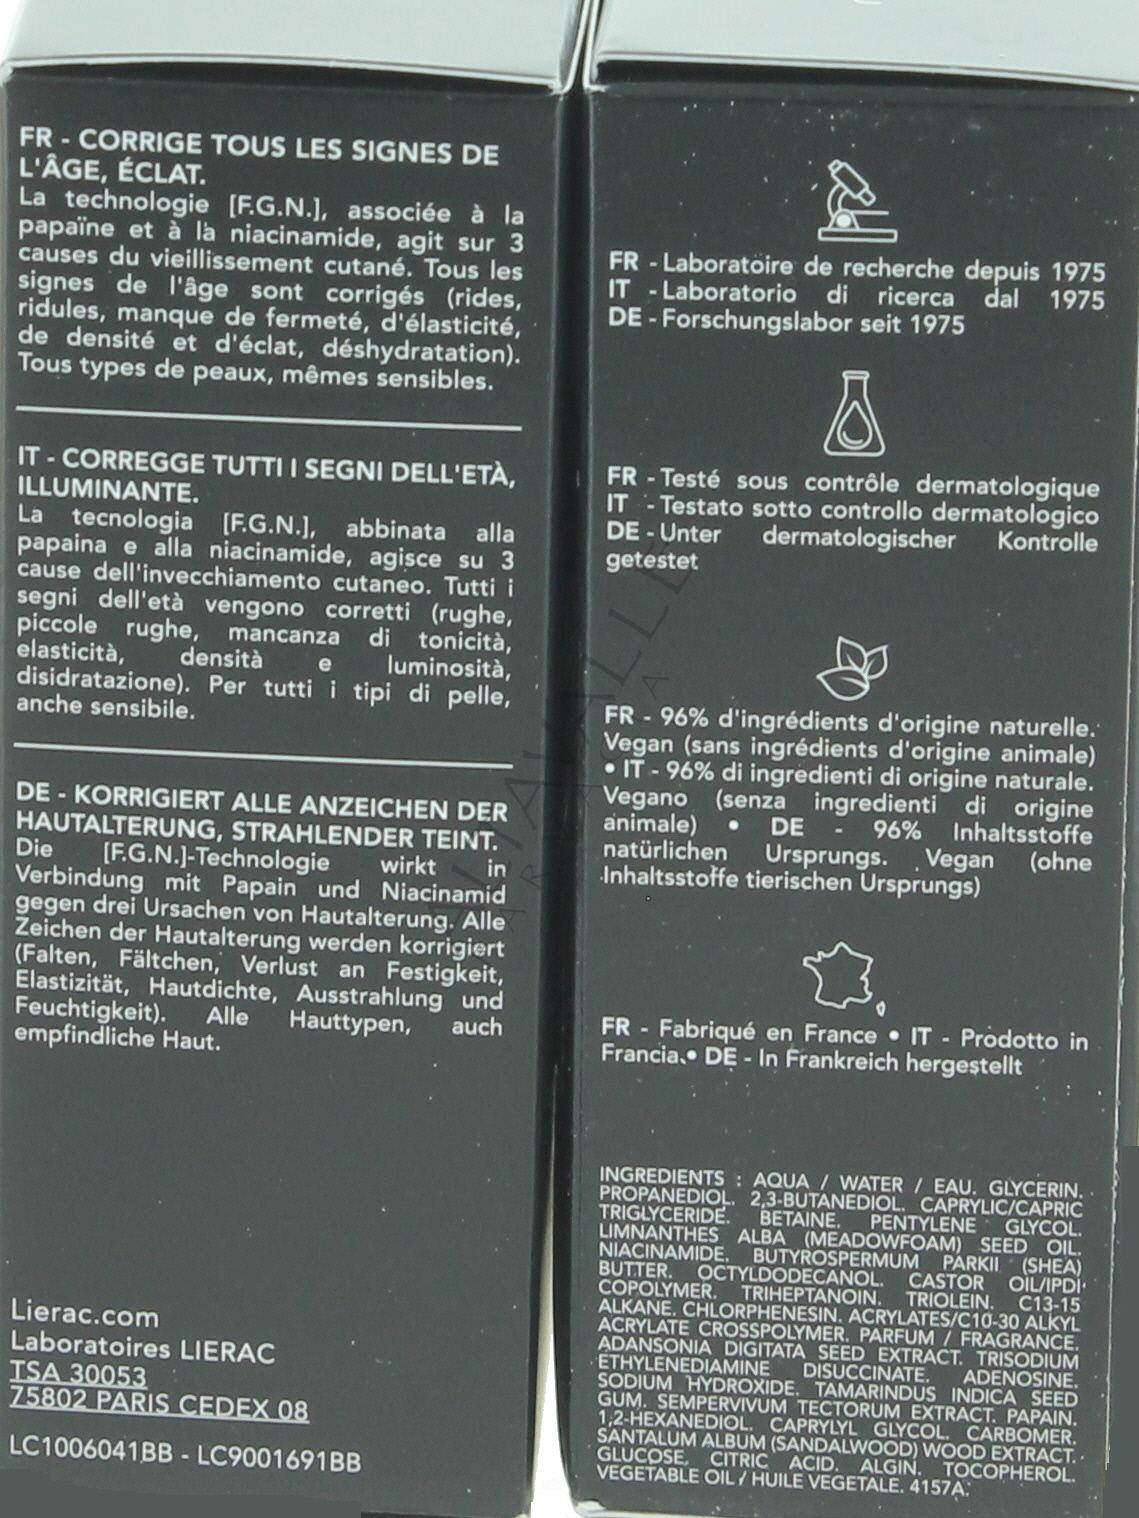 FR - CORRIGE TOUS LES SIGNES DE
L'ÂGE, ÉCLAT.
La technologie [F.G.N.], associée à la
papaïne et à la niacinamide, agit sur 3
causes du vieillissement cutané. Tous les
signes de l'âge sont corrigés (rides,
ridules, manque de fermeté, d'élasticité,
de densité et d'éclat, déshydratation).
Tous types de peaux, mêmes sensibles.
IT - CORREGGE TUTTI I SEGNI DELL'ETÀ,
ILLUMINANTE.
La tecnologia [F.G.N.], abbinata alla
papaina e alla niacinamide, agisce su 3
cause dell'invecchiamento cutaneo. Tutti i
segni dell'età vengono corretti (rughe,
piccole rughe, mancanza di tonicità,
elasticità, densità e luminosità,
disidratazione). Per tutti i tipi di pelle,
anche sensibile.
DE - KORRIGIERT ALLE ANZEICHEN DER
HAUTALTERUNG, STRAHLENDER TEINT.
Die [F.G.N.]-Technologie wirkt in
Verbindung mit Papain und Niacinamid
gegen drei Ursachen von Hautalterung. Alle
Zeichen der Hautalterung werden korrigiert
(Falten, Fältchen, Verlust an Festigkeit,
Elastizität, Hautdichte, Ausstrahlung und
Feuchtigkeit). Alle Hauttypen, auch
empfindliche Haut.
Lierac.com
Laboratoires LIERAC
TSA 30053
75802 PARIS CEDEX 08
LC1006041BB - LC9001691BB
FR - Laboratoire de recherche depuis 1975
IT - Laboratorio di ricerca dal 1975
DE - Forschungslabor seit 1975
FR - Testé sous contrôle dermatologique
IT - Testato sotto controllo dermatologico
DE - Unter dermatologischer Kontrolle
getestet
FR - 96% d'ingrédients d'origine naturelle.
Vegan (sans ingrédients d'origine animale)
• IT - 96% di ingredienti di origine naturale.
Vegano (senza ingredienti di origine
animale) • DE - 96% Inhaltsstoffe
natürlichen Ursprungs. Vegan (ohne
Inhaltsstoffe tierischen Ursprungs)
FR - Fabriqué en France • IT - Prodotto in
Francia • DE - In Frankreich hergestellt
INGREDIENTS : AQUA / WATER / EAU. GLYCERIN.
PROPANEDIOL. 2,3-BUTANEDIOL. CAPRYLIC/CAPRIC
TRIGLYCERIDE. BETAINE. PENTYLENE GLYCOL.
LIMNANTHES ALBA (MEADOWFOAM) SEED OIL.
NIACINAMIDE. BUTYROSPERMUM PARKII (SHEA)
BUTTER. OCTYLDODECANOL. CASTOR OIL/IPDI
COPOLYMER. TRIHEPTANOIN. TRIOLEIN. C13-15
ALKANE. CHLORPHENESIN. ACRYLATES/C10-30 ALKYL
ACRYLATE CROSSPOLYMER. PARFUM / FRAGRANCE.
ADANSONIA DIGITATA SEED EXTRACT. TRISODIUM
ETHYLENEDIAMINE DISUCCINATE. ADENOSINE.
SODIUM HYDROXIDE. TAMARINDUS INDICA SEED
GUM. SEMPERVIVUM TECTORUM EXTRACT. PAPAIN.
1,2-HEXANEDIOL. CAPRYLYL GLYCOL. CARBOMER.
SANTALUM ALBUM (SANDALWOOD) WOOD EXTRACT.
GLUCOSE. CITRIC ACID. ALGIN. TOCOPHEROL.
VEGETABLE OIL / HUILE VEGETALE. 4157A.